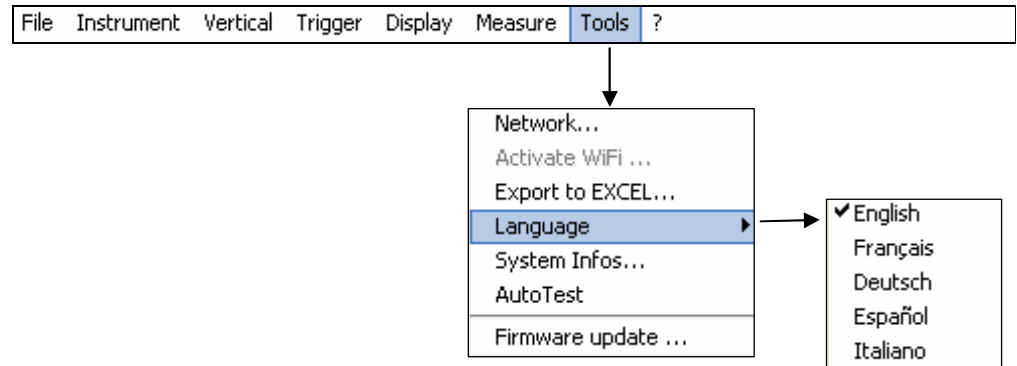 File Instrument Vertical Trigger Display Measure Tools ?
Network...
Activate WiFi ...
Export to EXCEL...
Language
System Infos...
AutoTest
Firmware update ...
English
Français
Deutsch
Español
Italiano